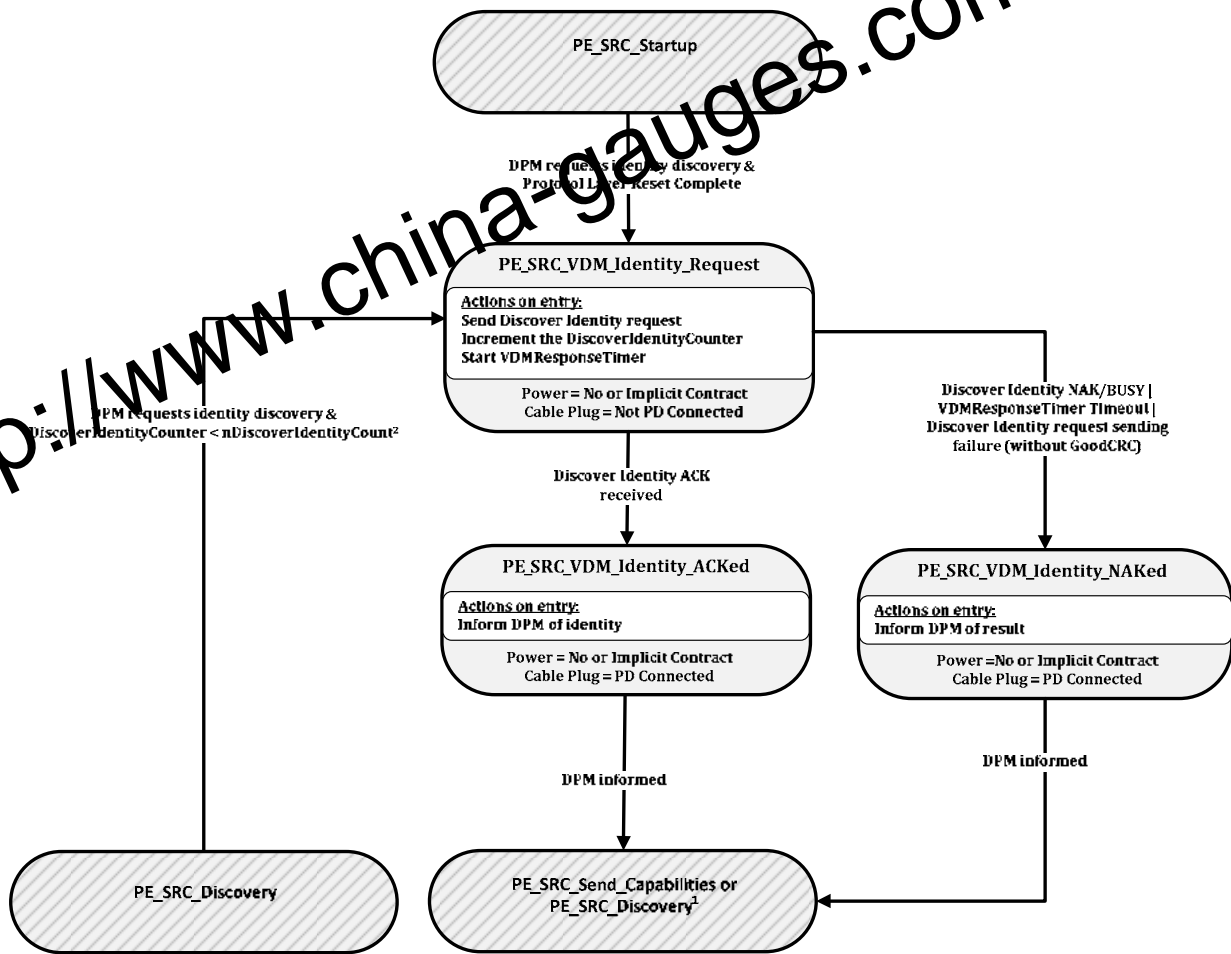 PE_SRC_Startup
DPM requests identity discovery &
Protocol Layer Reset Complete
PE_SRC_VDM_Identity_Request
Actions on entry:
Send Discover Identity request
Increment the DiscoverIdentityCounter
Start VDMResponseTimer
Power = No or Implicit Contract
Cable Plug = Not PD Connected
DPM requests identity discovery &
DiscoverIdentityCounter < nDiscoverIdentityCount²
Discover Identity NAK/BUSY |
VDMResponseTimer Timeout |
Discover Identity request sending
failure (without GoodCRC)
Discover Identity ACK
received
PE_SRC_VDM_Identity_ACKed
Actions on entry:
Inform DPM of identity
Power = No or Implicit Contract
Cable Plug = PD Connected
PE_SRC_VDM_Identity_NAKed
Actions on entry:
Inform DPM of result
Power =No or Implicit Contract
Cable Plug = PD Connected
DPM informed
DPM informed
PE_SRC_Discovery
PE_SRC_Send_Capabilities or
PE_SRC_Discovery¹
p://www.china-gauges.com